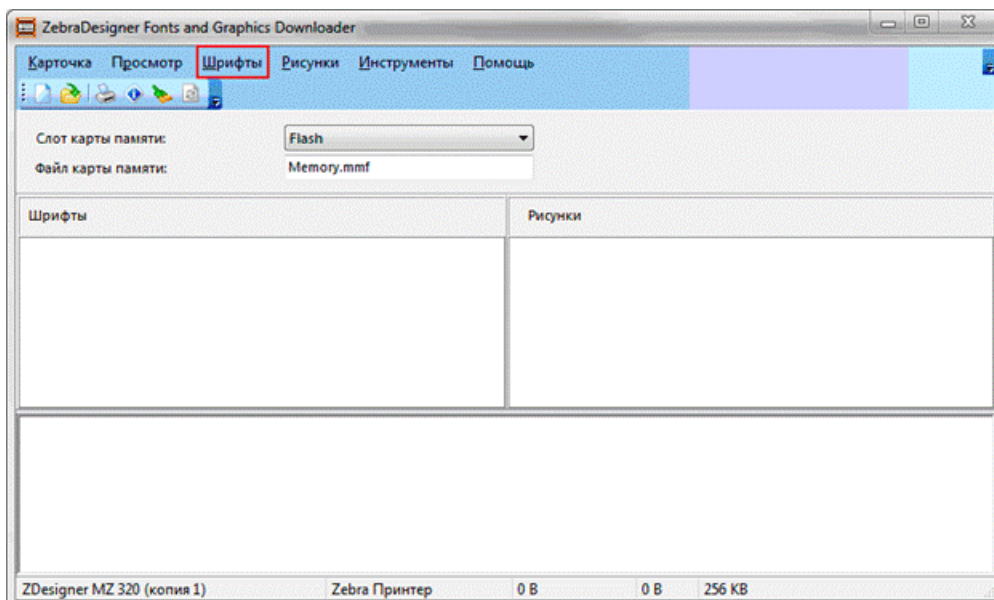 ZebraDesigner Fonts and Graphics Downloader
Карточка Просмотр Шрифты Рисунки Инструменты Помощь
Слот карты памяти: Flash
Файл карты памяти: Memory.mmf
Шрифты Рисунки
ZDesigner MZ 320 (копия 1) Zebra Принтер 0 B 0 B 256 KB